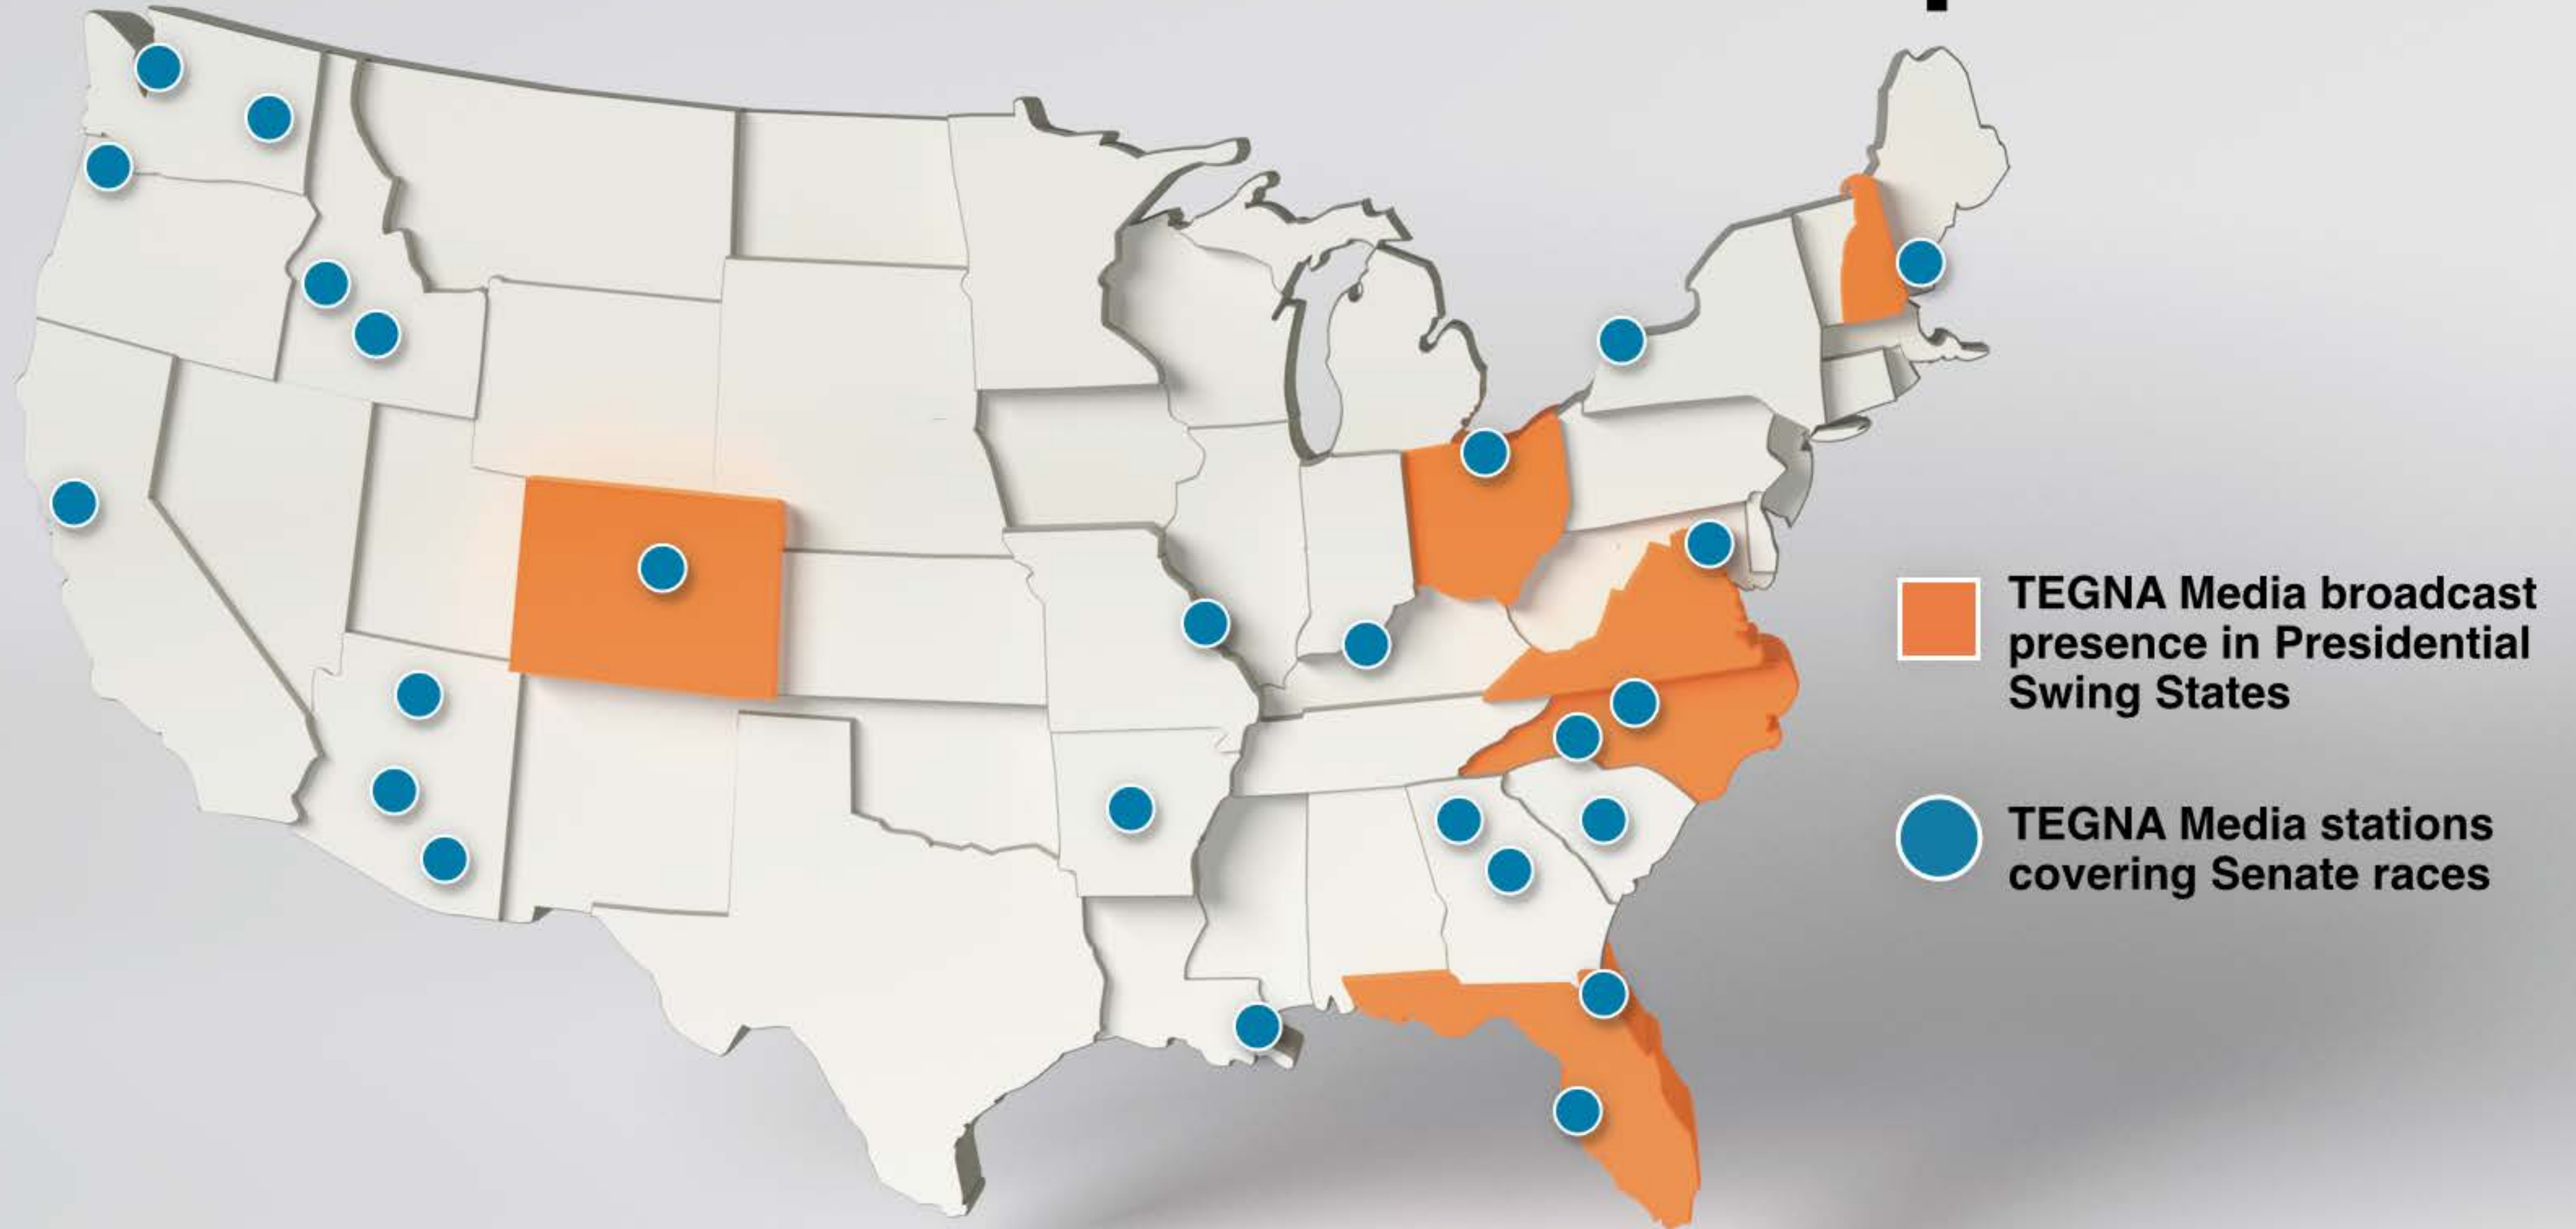 TEGNA Media broadcast
presence in Presidential
Swing States
TEGNA Media stations
covering Senate races